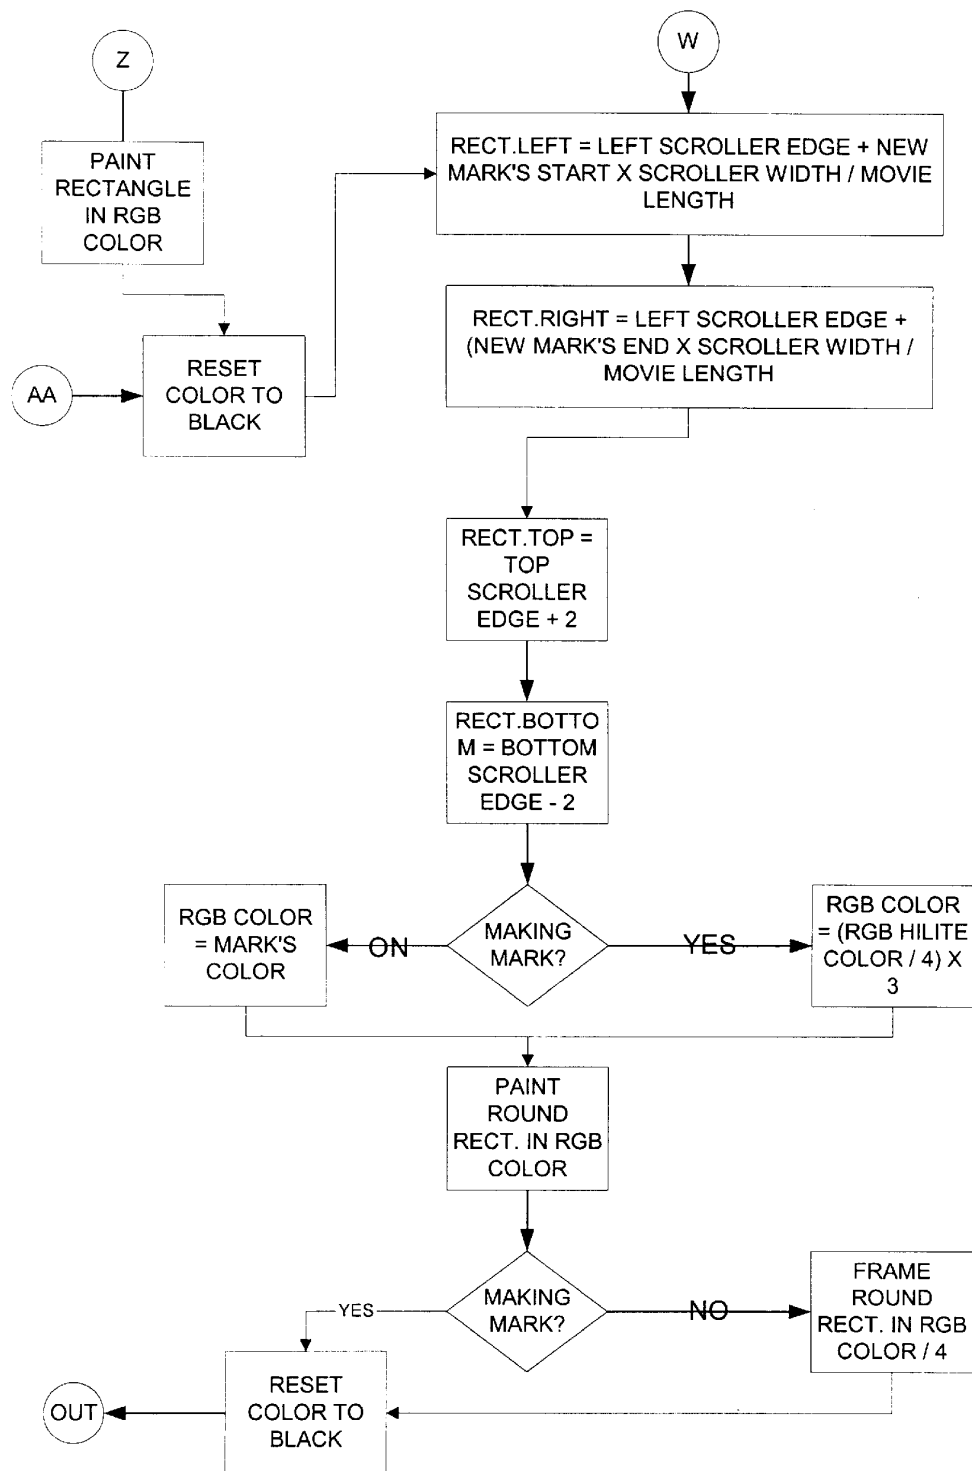 Z
W
PAINT
RECTANGLE
IN RGB
COLOR
RECT.LEFT = LEFT SCROLLER EDGE + NEW
MARK'S START X SCROLLER WIDTH / MOVIE
LENGTH
RECT.RIGHT = LEFT SCROLLER EDGE +
(NEW MARK'S END X SCROLLER WIDTH /
MOVIE LENGTH
AA
RESET
COLOR TO
BLACK
RECT.TOP =
TOP
SCROLLER
EDGE + 2
RECT.BOTTO
M = BOTTOM
SCROLLER
EDGE - 2
RGB COLOR
= MARK'S
COLOR
ON
MAKING
MARK?
YES
RGB COLOR
= (RGB HILITE
COLOR / 4) X
3
PAINT
ROUND
RECT. IN RGB
COLOR
YES
MAKING
MARK?
NO
FRAME
ROUND
RECT. IN RGB
COLOR / 4
OUT
RESET
COLOR TO
BLACK